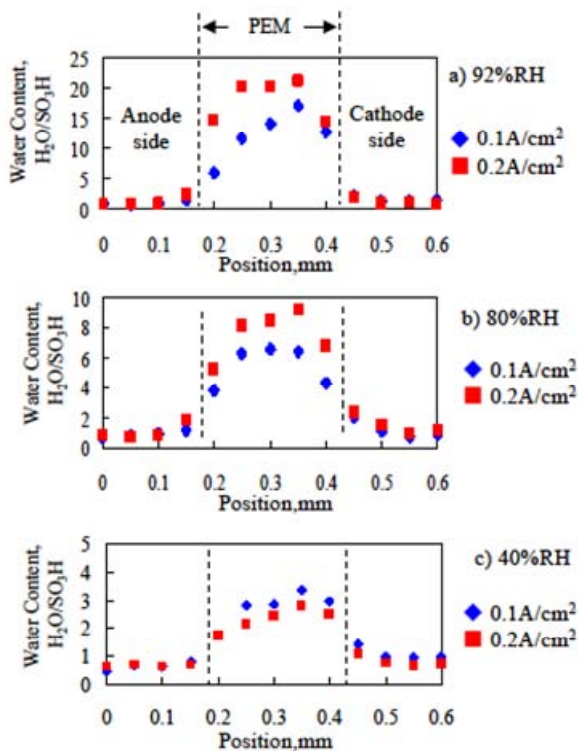 PEM
Water Content,
H₂O/SO₃H
25
20
15
10
5
0
Anode
side
Cathode
side
a) 92%RH
0.1A/cm²
0.2A/cm²
0 0.1 0.2 0.3 0.4 0.5 0.6
Position,mm
Water Content,
H₂O/SO₃H
10
8
6
4
2
0
b) 80%RH
0.1A/cm²
0.2A/cm²
0 0.1 0.2 0.3 0.4 0.5 0.6
Position,mm
Water Content,
H₂O/SO₃H
5
4
3
2
1
0
c) 40%RH
0.1A/cm²
0.2A/cm²
0 0.1 0.2 0.3 0.4 0.5 0.6
Position,mm